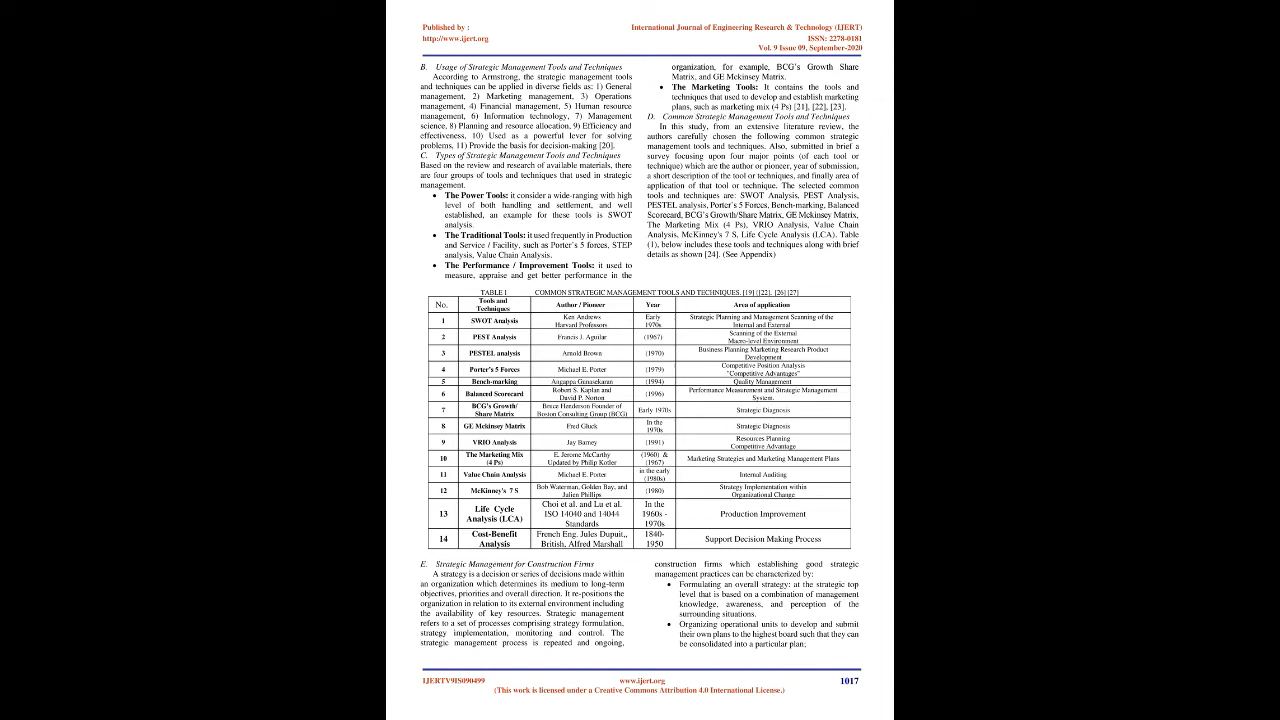 Published by :
http://www.ijert.org
International Journal of Engineering Research & Technology (IJERT)
ISSN: 2278-0181
Vol. 9 Issue 09, September-2020
B. Usage of Strategic Management Tools and Techniques
According to Armstrong, the strategic management tools
and techniques can be applied in diverse fields as: 1) General
management, 2) Marketing management, 3) Operations
management, 4) Financial management, 5) Human resource
management, 6) Information technology, 7) Management
science, 8) Planning and resource allocation, 9) Efficiency and
effectiveness, 10) Used as a powerful lever for solving
problems, 11) Provide the basis for decision-making [20].
C. Types of Strategic Management Tools and Techniques
Based on the review and research of available materials, there
are four groups of tools and techniques that used in strategic
management.
• The Power Tools: it consider a wide-ranging with high
level of both handling and settlement, and well
established, an example for these tools is SWOT
analysis.
• The Traditional Tools: it used frequently in Production
and Service / Facility, such as Porter's 5 forces, STEP
analysis, Value Chain Analysis.
• The Performance / Improvement Tools: it used to
measure, appraise and get better performance in the
organization, for example, BCG's Growth Share
Matrix, and GE Mckinsey Matrix.
• The Marketing Tools: It contains the tools and
techniques that used to develop and establish marketing
plans, such as marketing mix (4 Ps) [21], [22], [23].
D. Common Strategic Management Tools and Techniques
In this study, from an extensive literature review, the
authors carefully chosen the following common strategic
management tools and techniques. Also, submitted in brief a
survey focusing upon four major points (of each tool or
technique) which are the author or pioneer, year of submission,
a short description of the tool or techniques, and finally area of
application of that tool or technique. The selected common
tools and techniques are: SWOT Analysis, PEST Analysis,
PESTEL analysis, Porter's 5 Forces, Bench-marking, Balanced
Scorecard, BCG's Growth/Share Matrix, GE Mckinsey Matrix,
The Marketing Mix (4 Ps), VRIO Analysis, Value Chain
Analysis, McKinney's 7 S, Life Cycle Analysis (LCA). Table
(1), below includes these tools and techniques along with brief
details as shown [24]. (See Appendix)
TABLE I COMMON STRATEGIC MANAGEMENT TOOLS AND TECHNIQUES. [19] [[22]. [26] [27]
No. Tools and Techniques Author / Pioneer Year Area of application
1 SWOT Analysis Ken Andrews Harvard Professors Early 1970s Strategic Planning and Management Scanning of the Internal and External
2 PEST Analysis Francis J. Aguilar (1967) Scanning of the External Macro-level Environment
3 PESTEL analysis Arnold Brown (1970) Business Planning Marketing Research Product Development
4 Porter's 5 Forces Michael E. Porter (1979) Competitive Position Analysis "Competitive Advantages"
5 Bench-marking Angappa Gunasekaran (1994) Quality Management
6 Balanced Scorecard Robert S. Kaplan and David P. Norton (1996) Performance Measurement and Strategic Management System.
7 BCG's Growth/ Share Matrix Bruce Henderson Founder of Boston Consulting Group (BCG) Early 1970s Strategic Diagnosis
8 GE Mckinsey Matrix Fred Gluck In the 1970s Strategic Diagnosis
9 VRIO Analysis Jay Barney (1991) Resources Planning Competitive Advantage
10 The Marketing Mix (4 Ps) E. Jerome McCarthy Updated by Philip Kotler (1960) & (1967) Marketing Strategies and Marketing Management Plans
11 Value Chain Analysis Michael E. Porter in the early (1980s) Internal Auditing
12 McKinney's 7 S Bob Waterman, Golden Bay, and Julien Phillips (1980) Strategy Implementation within Organizational Change
13 Life Cycle Analysis (LCA) Choi et al. and Lu et al. ISO 14040 and 14044 Standards In the 1960s - 1970s Production Improvement
14 Cost-Benefit Analysis French Eng. Jules Dupuit,, British, Alfred Marshall 1840- 1950 Support Decision Making Process
E. Strategic Management for Construction Firms
A strategy is a decision or series of decisions made within
an organization which determines its medium to long-term
objectives, priorities and overall direction. It re-positions the
organization in relation to its external environment including
the availability of key resources. Strategic management
refers to a set of processes comprising strategy formulation,
strategy implementation, monitoring and control. The
strategic management process is repeated and ongoing,
construction firms which establishing good strategic
management practices can be characterized by:
• Formulating an overall strategy: at the strategic top
level that is based on a combination of management
knowledge, awareness, and perception of the
surrounding situations.
• Organizing operational units to develop and submit
their own plans to the highest board such that they can
be consolidated into a particular plan;
IJERTV9IS090499
www.ijert.org
(This work is licensed under a Creative Commons Attribution 4.0 International License.)
1017